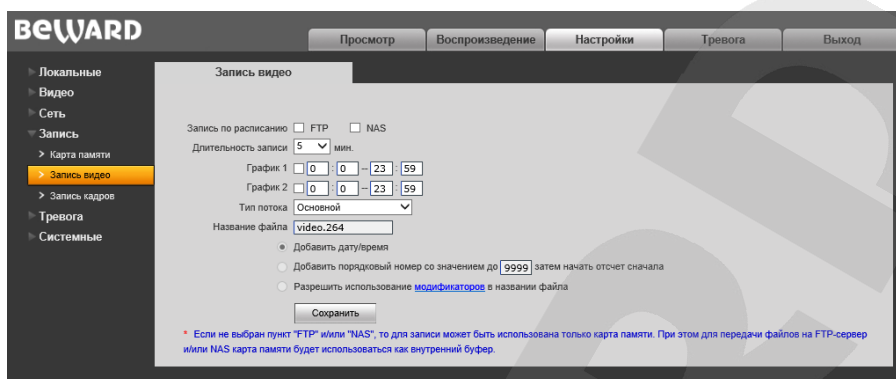 BEWARD
Просмотр Воспроизведение Настройки Тревога Выход
Локальные
Видео
Сеть
Запись
Карта памяти
Запись видео
Запись кадров
Тревога
Системные
Запись видео
Запись по расписанию FTP NAS
Длительность записи 5 мин.
График 1 0 : 0 -- 23 : 59
График 2 0 : 0 -- 23 : 59
Тип потока Основной
Название файла video.264
Добавить дату/время
Добавить порядковый номер со значением до 9999 затем начать отсчет сначала
Разрешить использование модификаторов в названии файла
Сохранить
* Если не выбран пункт "FTP" и/или "NAS", то для записи может быть использована только карта памяти. При этом для передачи файлов на FTP-сервер
и/или NAS карта памяти будет использоваться как внутренний буфер.